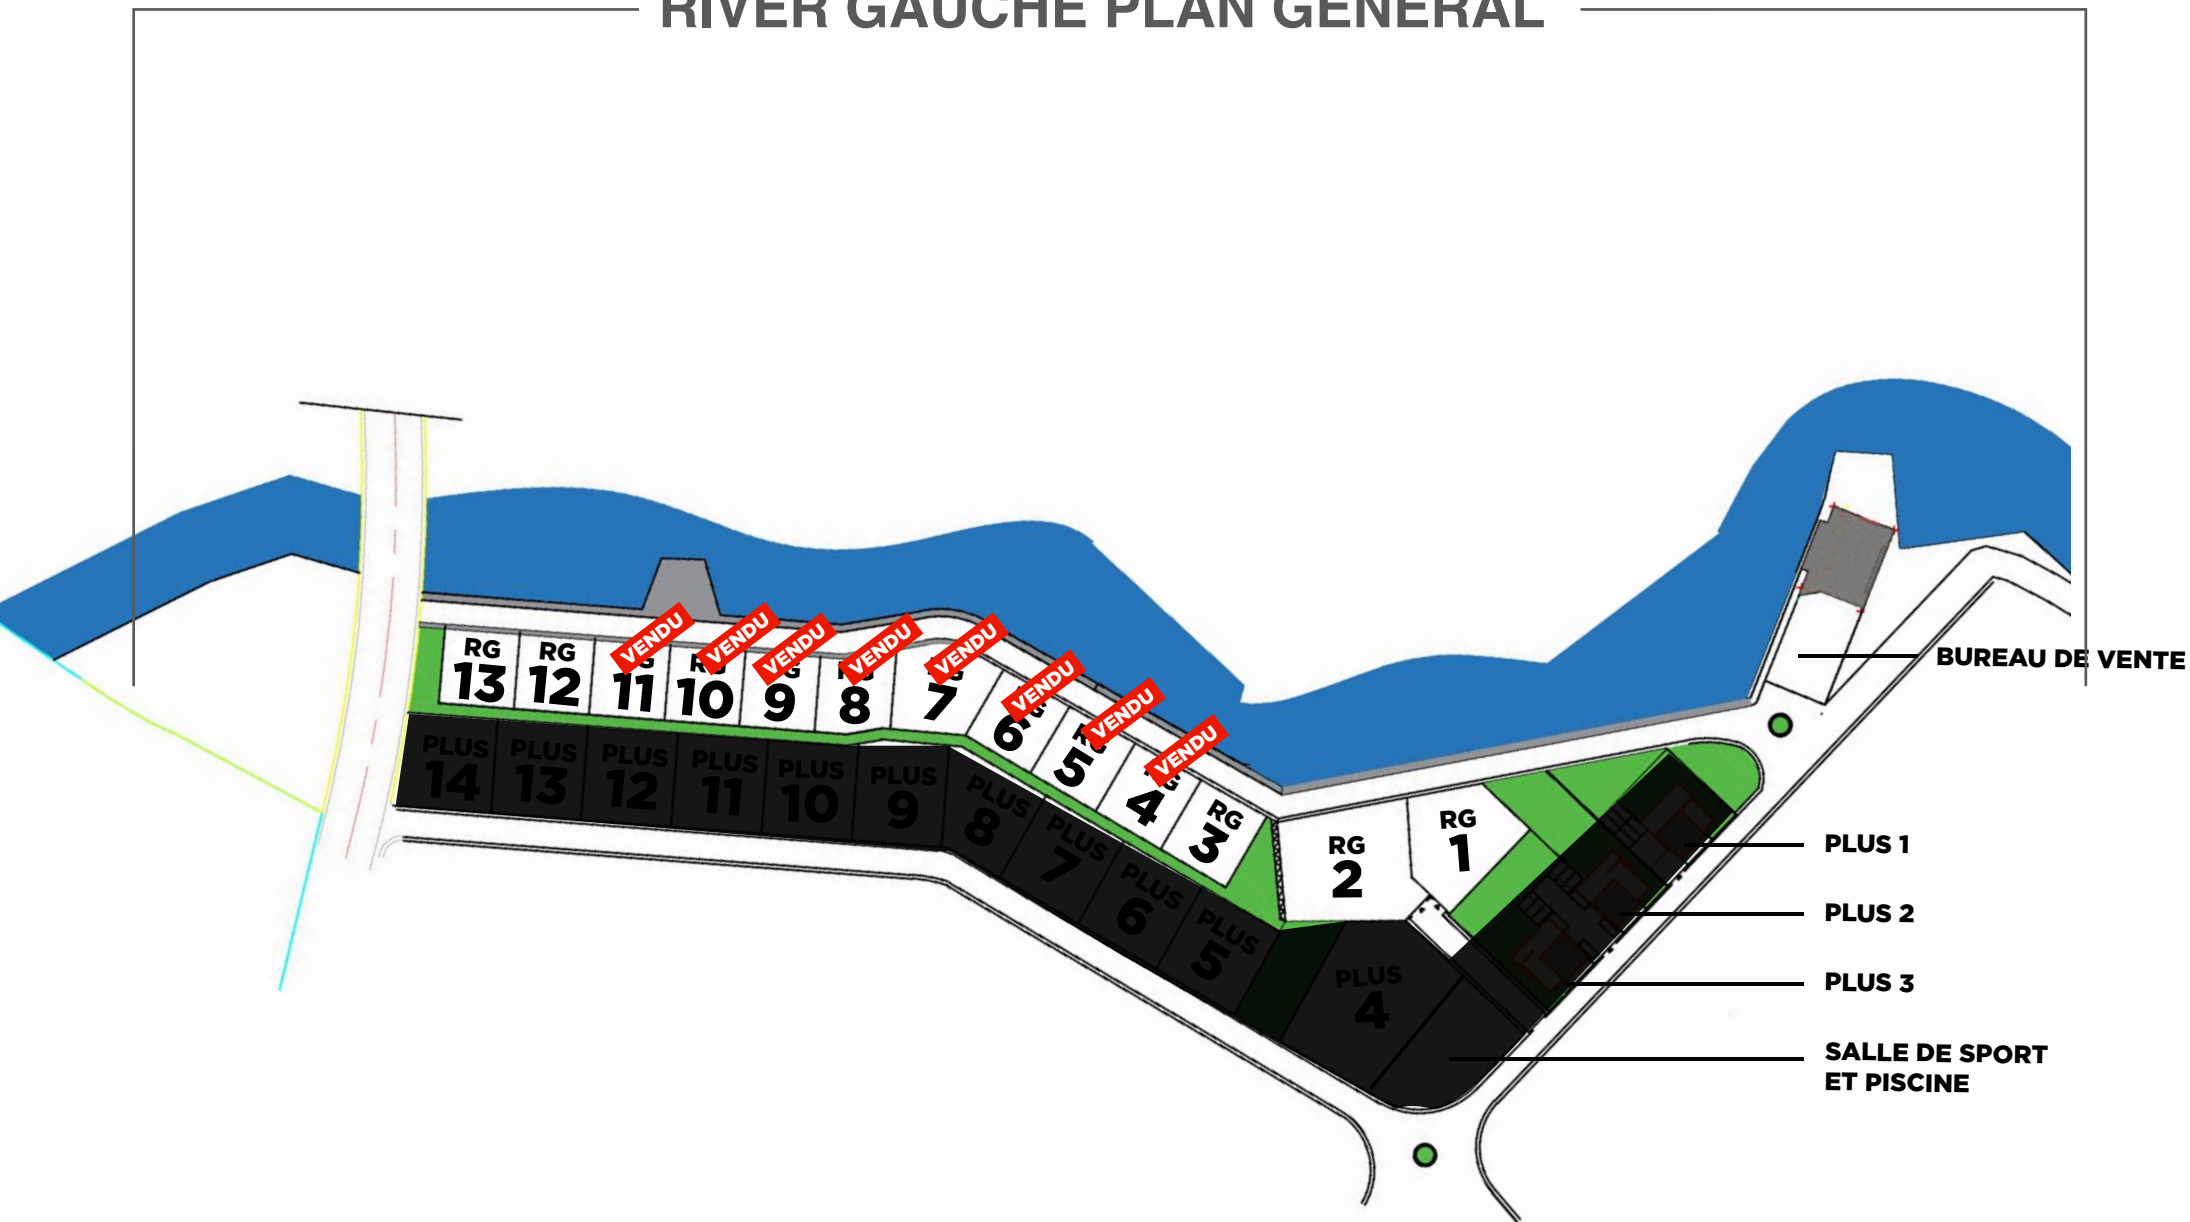 RIVER GAUCHE PLAN GENERAL
RG
13
RG
12
VENDU
11
VENDU
10
VENDU
9
VENDU
8
VENDU
7
VENDU
6
VENDU
RG
5
VENDU
4
RG
3
RG
2
RG
1
PLUS
14
PLUS
13
PLUS
12
PLUS
11
PLUS
10
PLUS
9
PLUS
8
PLUS
7
PLUS
6
PLUS
5
PLUS
4
BUREAU DE VENTE
PLUS 1
PLUS 2
PLUS 3
SALLE DE SPORT
ET PISCINE